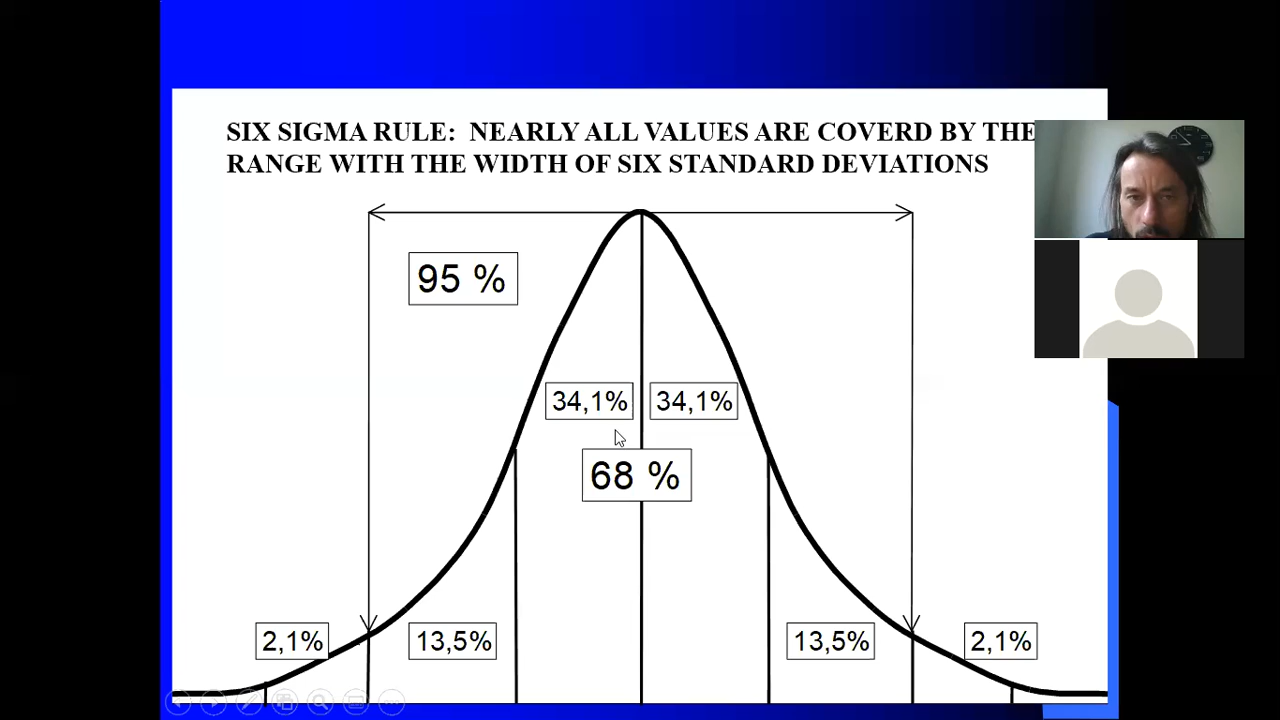 SIX SIGMA RULE: NEARLY ALL VALUES ARE COVERD BY THE
RANGE WITH THE WIDTH OF SIX STANDARD DEVIATIONS
95 %
34,1% 34,1%
68 %
2,1% 13,5% 13,5% 2,1%